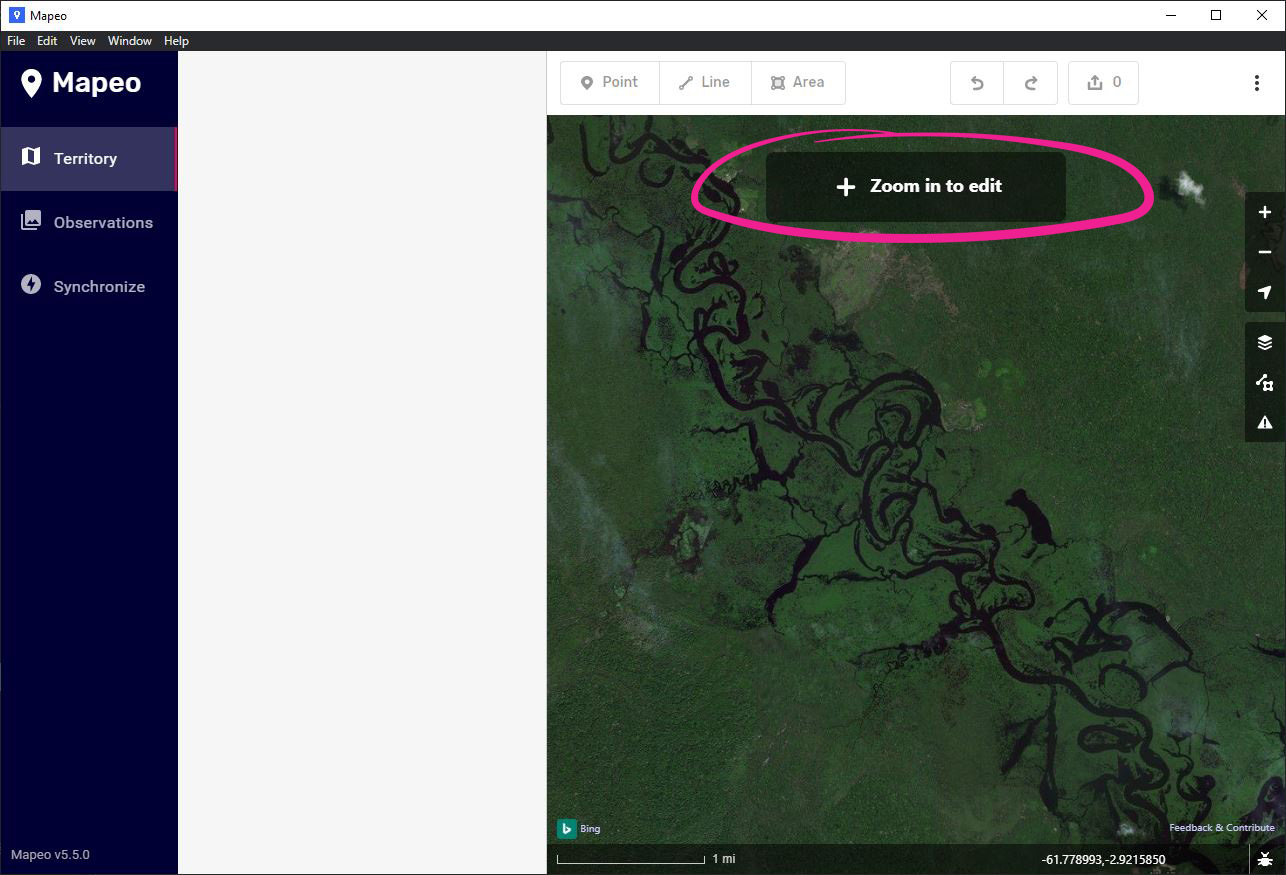 Mapeo
File Edit View Window Help
Mapeo
Territory
Observations
Synchronize
Mapeo v5.5.0
Point Line Area 0
Zoom in to edit
Bing
Feedback & Contribute
1 mi
-61.778993,-2.9215850